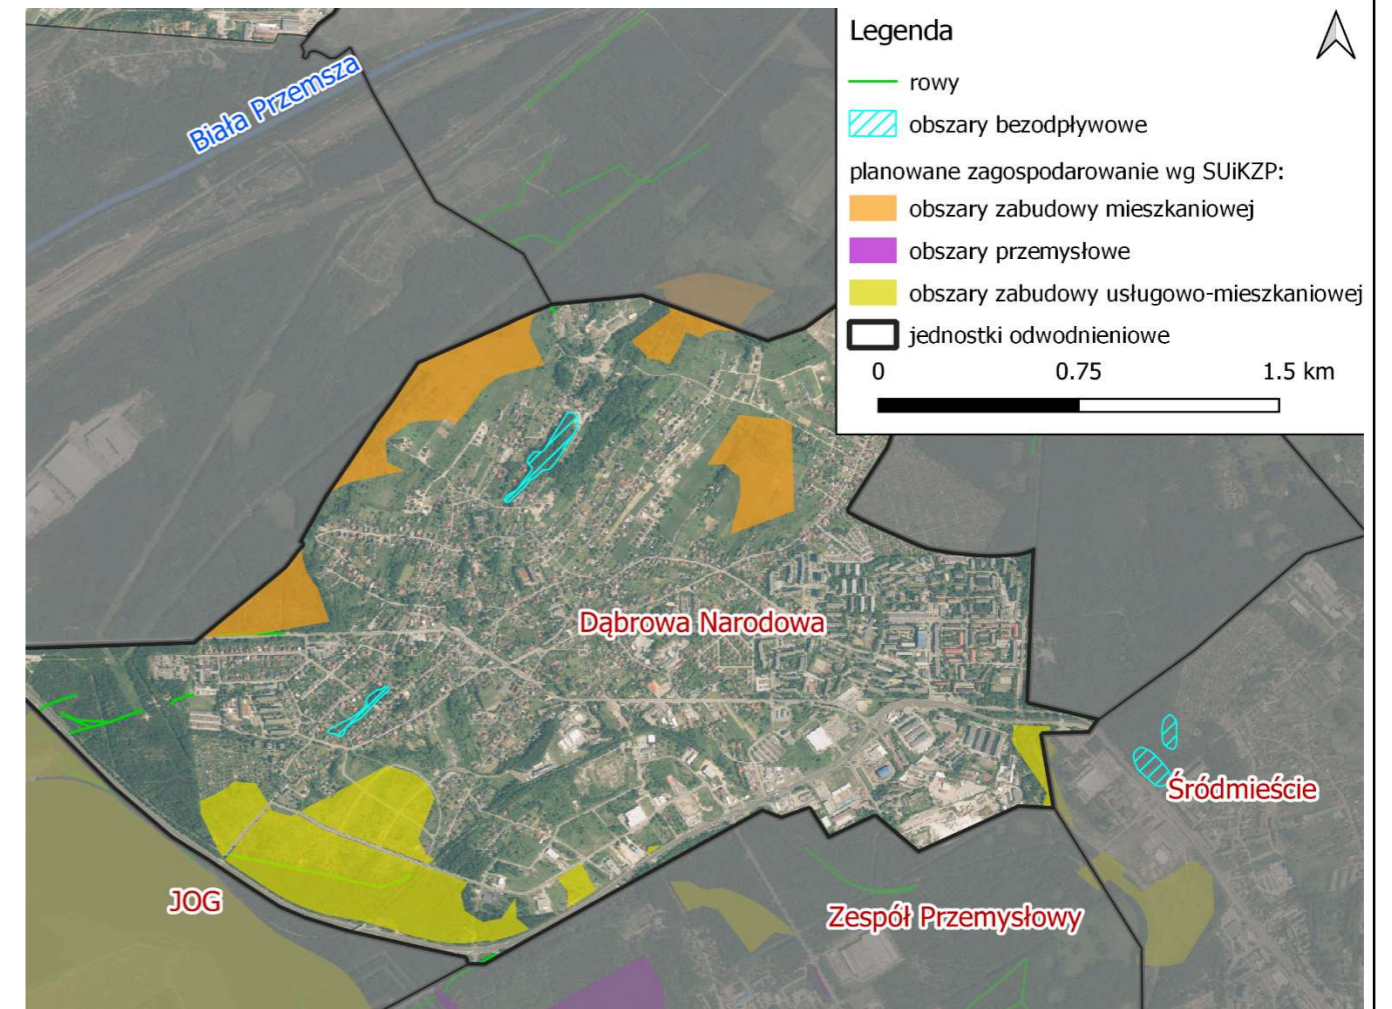 Legenda
rowy
obszary bezodpływowe
planowane zagospodarowanie wg SUiKZP:
obszary zabudowy mieszkaniowej
obszary przemysłowe
obszary zabudowy usługowo-mieszkaniowej
jednostki odwodnieniowe
0 0.75 1.5 km
Biała Przemsza
Dąbrowa Narodowa
Śródmieście
JOG
Zespół Przemysłowy